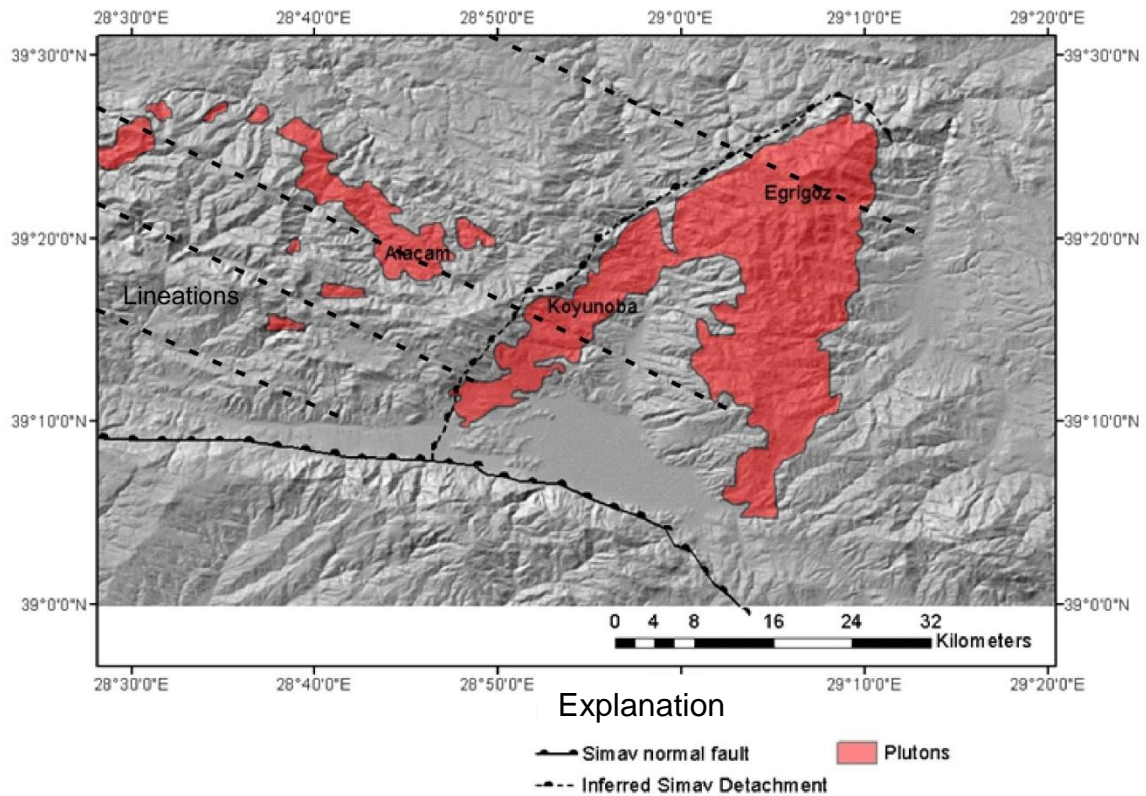 28°30'0"E 28°40'0"E 28°50'0"E 29°0'0"E 29°10'0"E 29°20'0"E
39°30'0"N 39°30'0"N
Egrigoz
39°20'0"N 39°20'0"N
Alaçam
Lineations
Koyunoba
39°10'0"N 39°10'0"N
39°0'0"N 39°0'0"N
0 4 8 16 24 32
Kilometers
28°30'0"E 28°40'0"E 28°50'0"E 29°0'0"E 29°10'0"E 29°20'0"E
Explanation
Simav normal fault Plutons
Inferred Simav Detachment